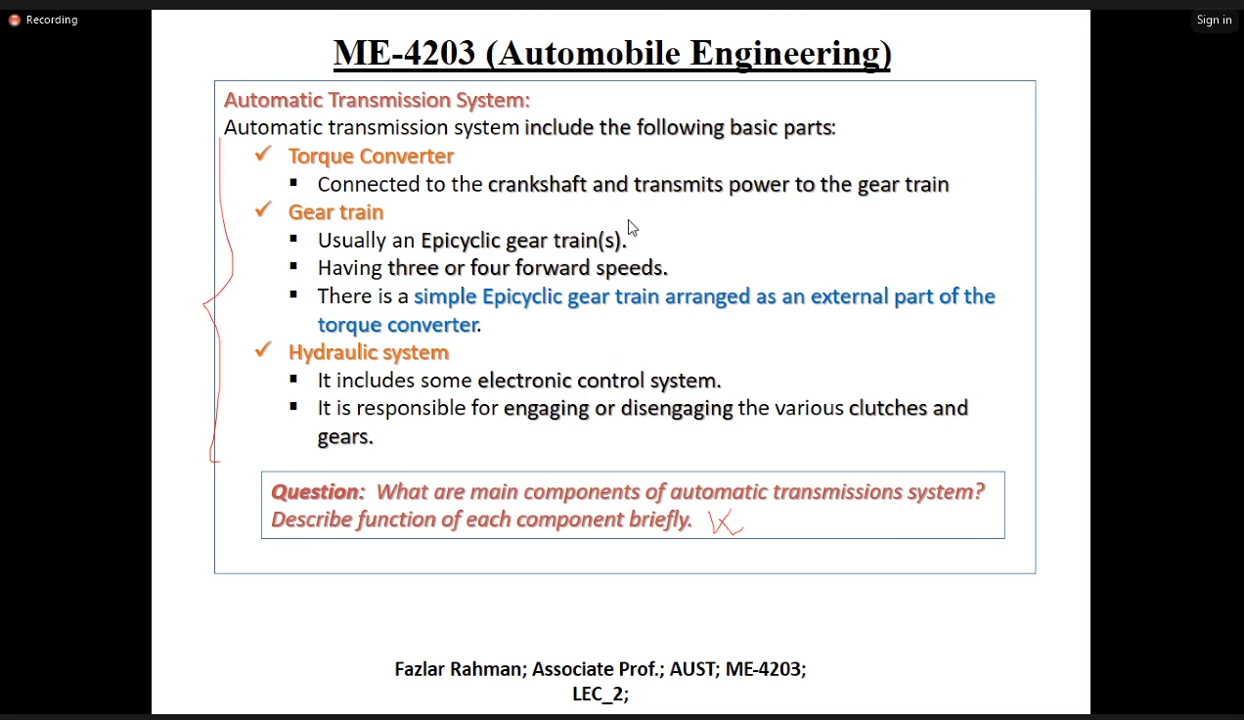 Recording
Sign in
ME-4203 (Automobile Engineering)
Automatic Transmission System:
Automatic transmission system include the following basic parts:
✓ Torque Converter
▪ Connected to the crankshaft and transmits power to the gear train
✓ Gear train
▪ Usually an Epicyclic gear train(s).
▪ Having three or four forward speeds.
▪ There is a simple Epicyclic gear train arranged as an external part of the
torque converter.
✓ Hydraulic system
▪ It includes some electronic control system.
▪ It is responsible for engaging or disengaging the various clutches and
gears.
Question: What are main components of automatic transmissions system?
Describe function of each component briefly.
Fazlar Rahman; Associate Prof.; AUST; ME-4203;
LEC_2;